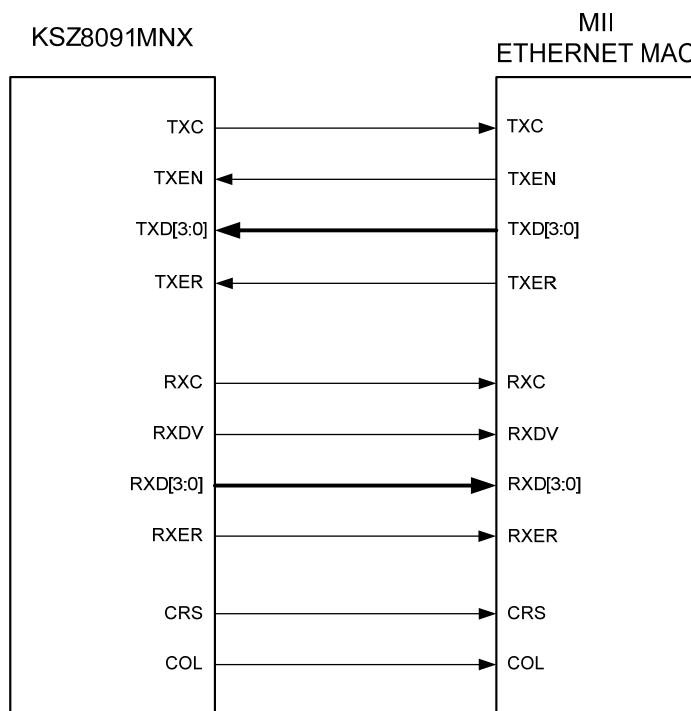 KSZ8091MNX
MII
ETHERNET MAC
TXC TXC
TXEN TXEN
TXD[3:0] TXD[3:0]
TXER TXER
RXC RXC
RXDV RXDV
RXD[3:0] RXD[3:0]
RXER RXER
CRS CRS
COL COL